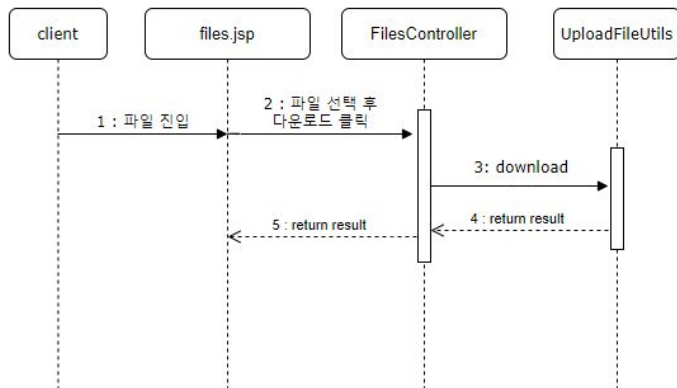 client
files.jsp
FilesController
UploadFileUtils
1 : 파일 진입
2 : 파일 선택 후
다운로드 클릭
3: download
4 : return result
5 : return result